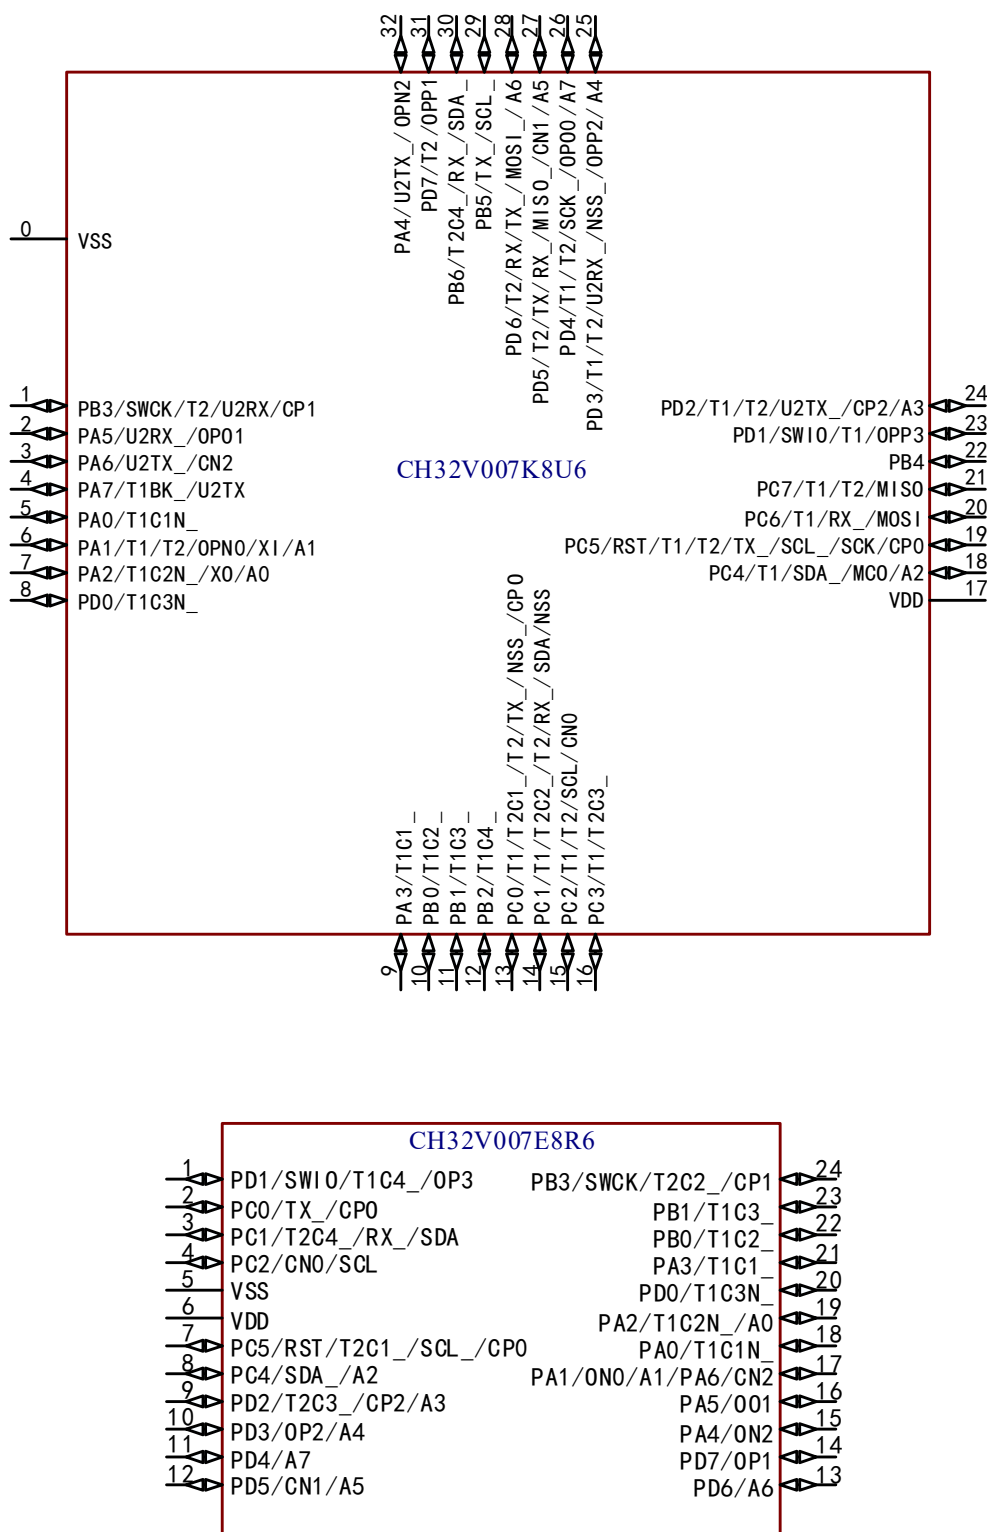 32
31
30
29
28
27
26
25
PA4/U2TX_/OPN2
PD7/T2/OPP1
PB6/T2C4_/RX_/SDA_
PB5/TX_/SCL_
PD6/T2/RX/TX_/MOSI_/A6
PD5/T2/TX/RX_/MISO_/CN1/A5
PD4/T1/T2/SCK_/OPO0/A7
PD3/T1/T2/U2RX_/NSS_/OPP2/A4
0
VSS
1
PB3/SWCK/T2/U2RX/CP1
2
PA5/U2RX_/OPO1
3
PA6/U2TX_/CN2
4
PA7/T1BK_/U2TX
5
PA0/T1C1N_
6
PA1/T1/T2/OPN0/XI/A1
7
PA2/T1C2N_/XO/A0
8
PD0/T1C3N_
CH32V007K8U6
PD2/T1/T2/U2TX_/CP2/A3
24
PD1/SWIO/T1/OPP3
23
PB4
22
PC7/T1/T2/MISO
21
PC6/T1/RX_/MOSI
20
PC5/RST/T1/T2/TX_/SCL_/SCK/CP0
19
PC4/T1/SDA_/MCO/A2
18
VDD
17
PA3/T1C1_
PB0/T1C2_
PB1/T1C3_
PB2/T1C4_
PC0/T1/T2C1_/T2/TX_/NSS_/CP0
PC1/T1/T2C2_/T2/RX_/SDA/NSS
PC2/T1/T2/SCL/CN0
PC3/T1/T2C3_
9
10
11
12
13
14
15
16
CH32V007E8R6
1
PD1/SWIO/T1C4_/OP3
2
PC0/TX_/CP0
3
PC1/T2C4_/RX_/SDA
4
PC2/CN0/SCL
5
VSS
6
VDD
7
PC5/RST/T2C1_/SCL_/CP0
8
PC4/SDA_/A2
9
PD2/T2C3_/CP2/A3
10
PD3/OP2/A4
11
PD4/A7
12
PD5/CN1/A5
PB3/SWCK/T2C2_/CP1
24
PB1/T1C3_
23
PB0/T1C2_
22
PA3/T1C1_
21
PD0/T1C3N_
20
PA2/T1C2N_/A0
19
PA0/T1C1N_
18
PA1/ON0/A1/PA6/CN2
17
PA5/OO1
16
PA4/ON2
15
PD7/OP1
14
PD6/A6
13